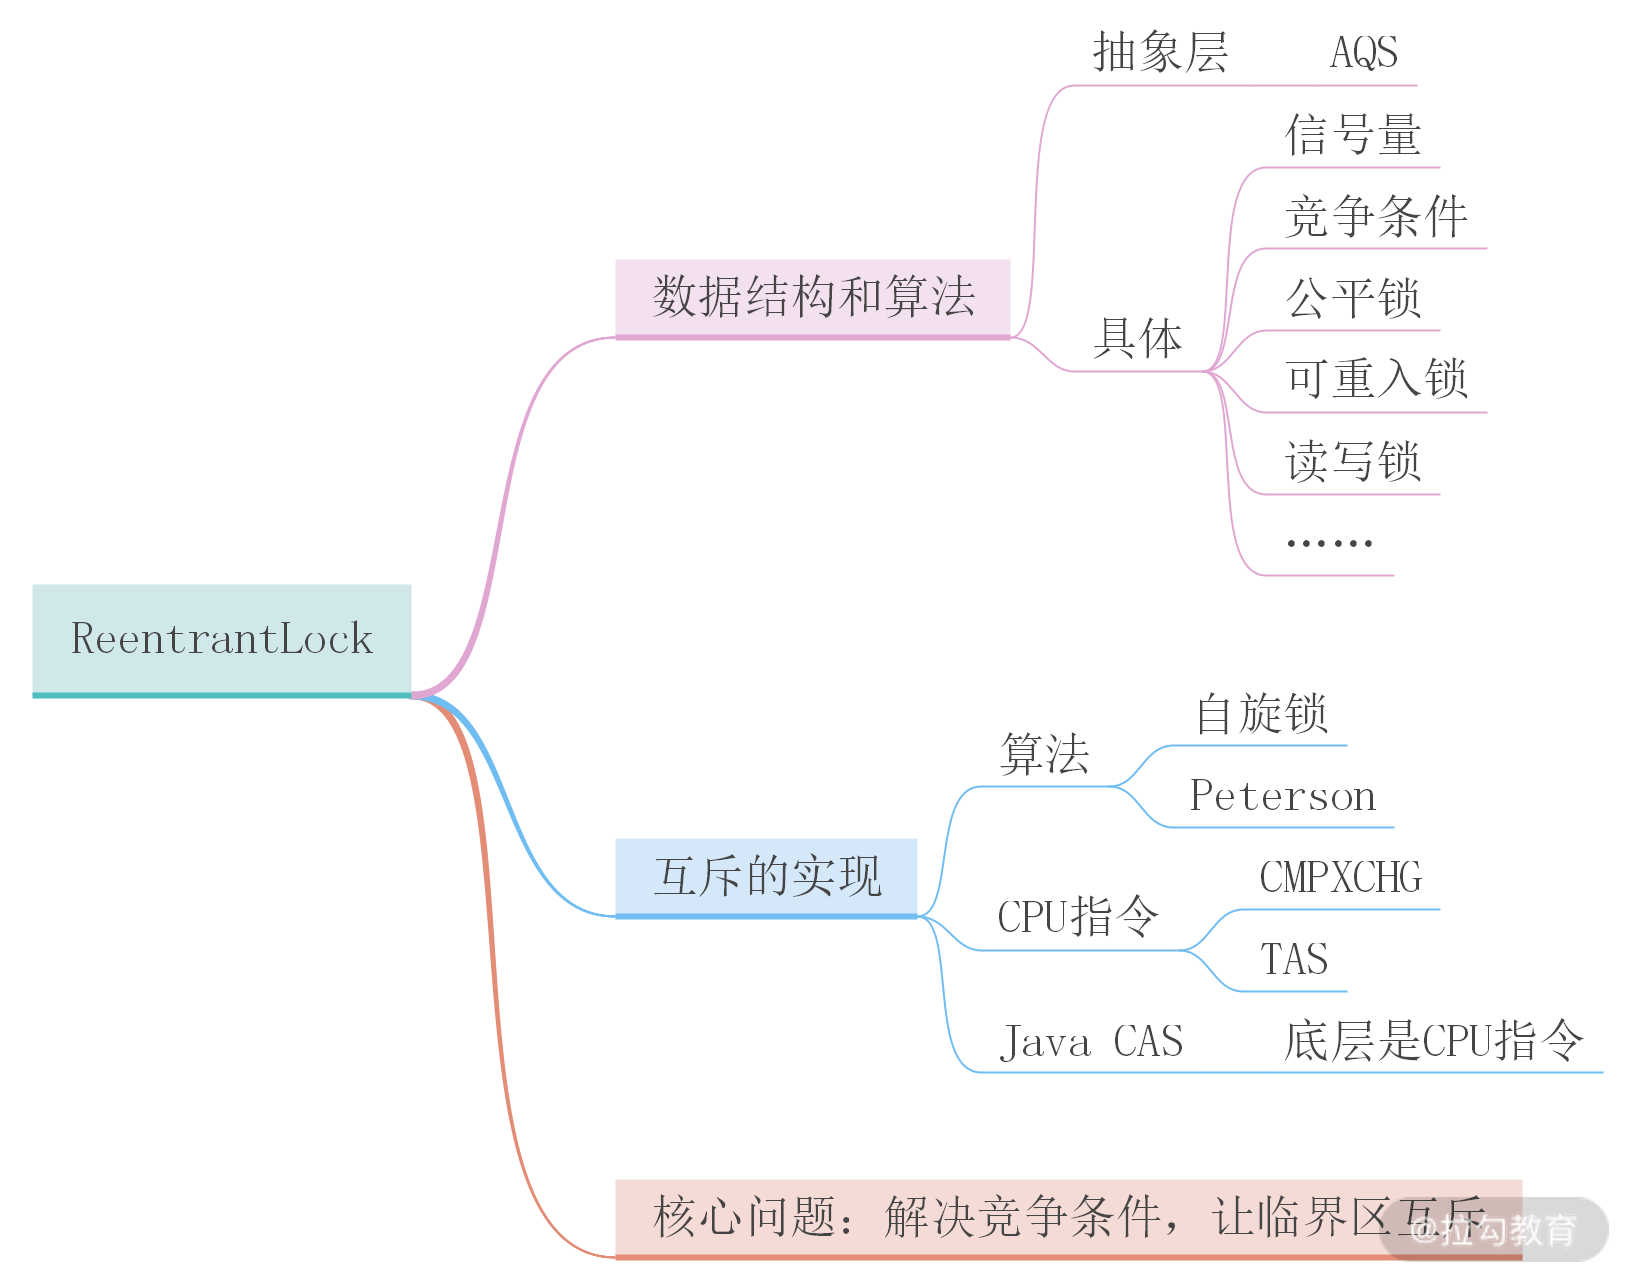 ReentrantLock
数据结构和算法
抽象层 AQS
具体
信号量
竞争条件
公平锁
可重入锁
读写锁
……
互斥的实现
算法
自旋锁
Peterson
CPU指令
CMPXCHG
TAS
Java CAS 底层是CPU指令
核心问题：解决竞争条件，让临界区互斥
@拉勾教育